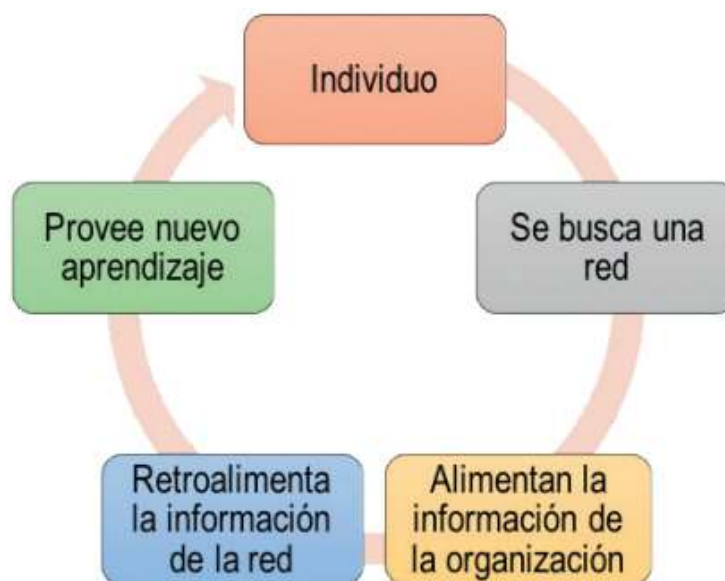 Individuo
Se busca una
red
Alimentan la
información de
la organización
Retroalimenta
la información
de la red
Provee nuevo
aprendizaje